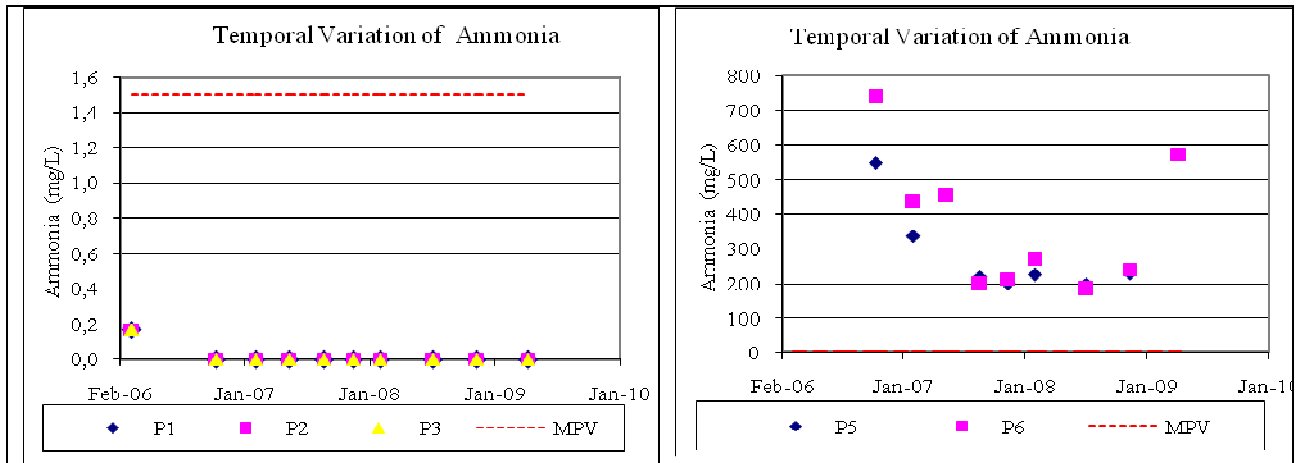 Temporal Variation of Ammonia
Ammonia (mg/L)
1,6
1,4
1,2
1,0
0,8
0,6
0,4
0,2
0,0
Feb-06 Jan-07 Jan-08 Jan-09 Jan-10
P1 P2 P3 MPV
Temporal Variation of Ammonia
Ammonia (mg/L)
800
700
600
500
400
300
200
100
0
Feb-06 Jan-07 Jan-08 Jan-09 Jan-10
P5 P6 MPV